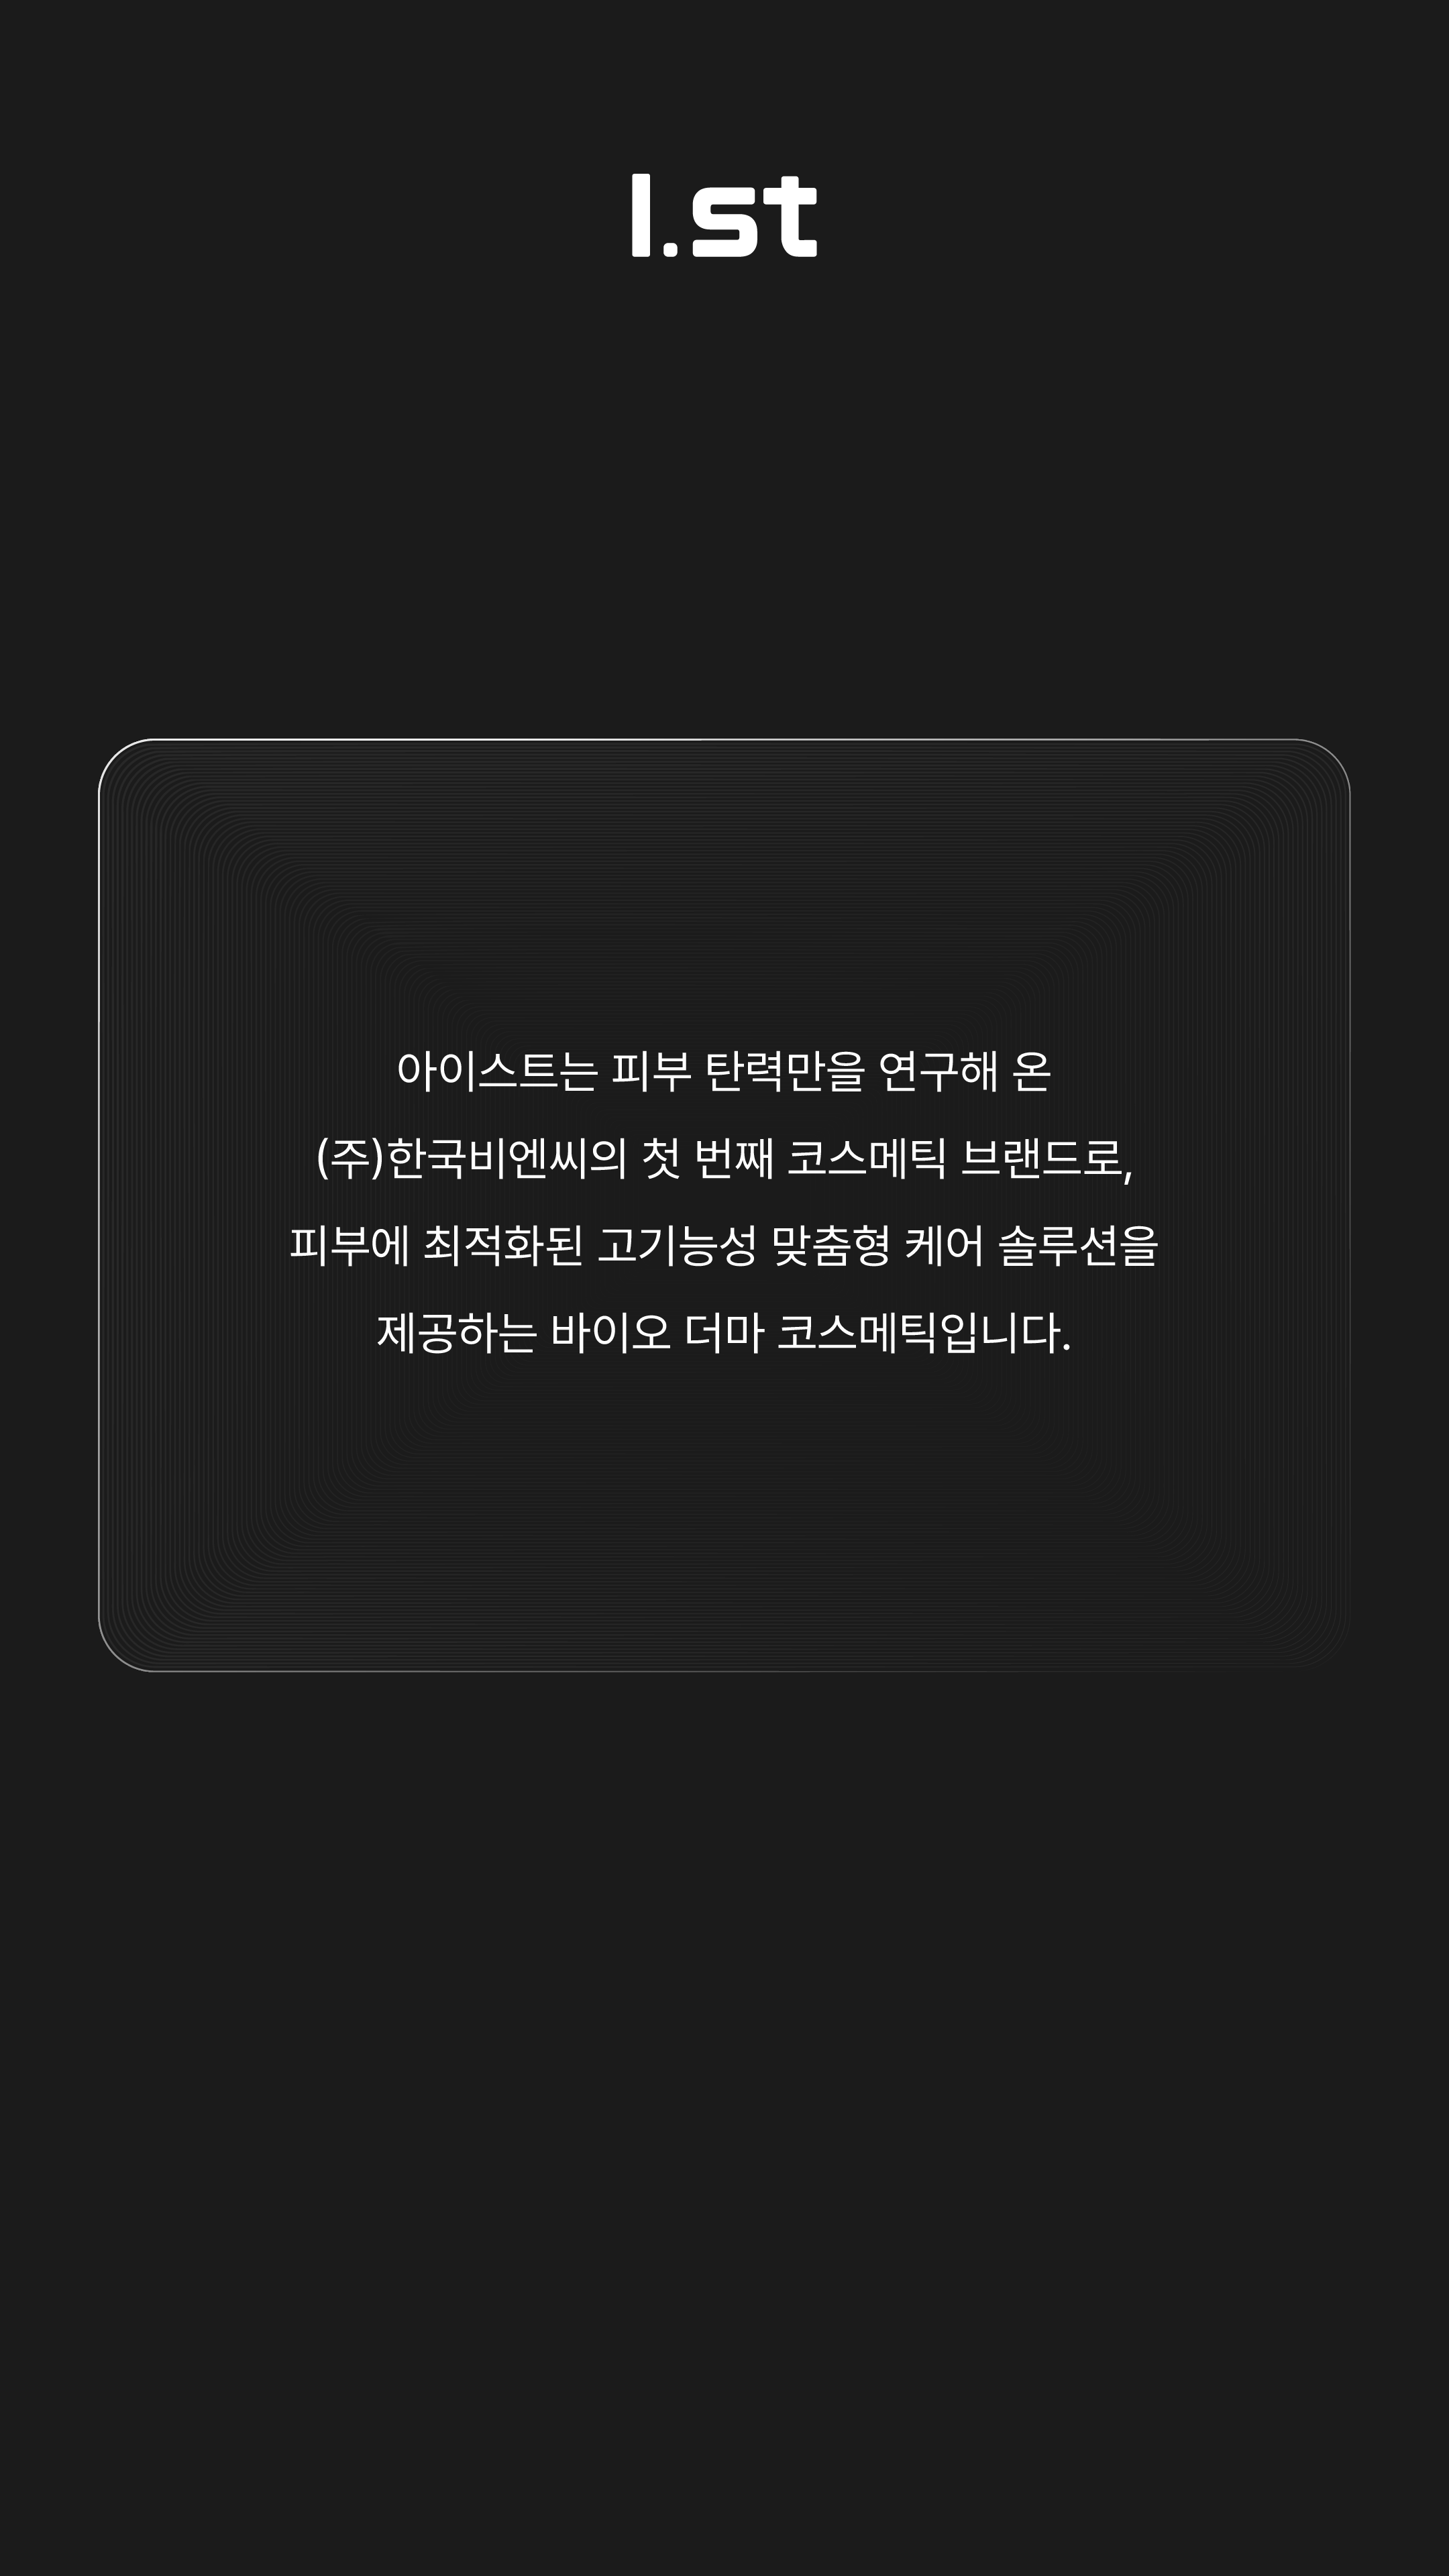 I.st
아이스트는 피부 탄력만을 연구해 온
(주)한국비엔씨의 첫 번째 코스메틱 브랜드로,
피부에 최적화된 고기능성 맞춤형 케어 솔루션을
제공하는 바이오 더마 코스메틱입니다.